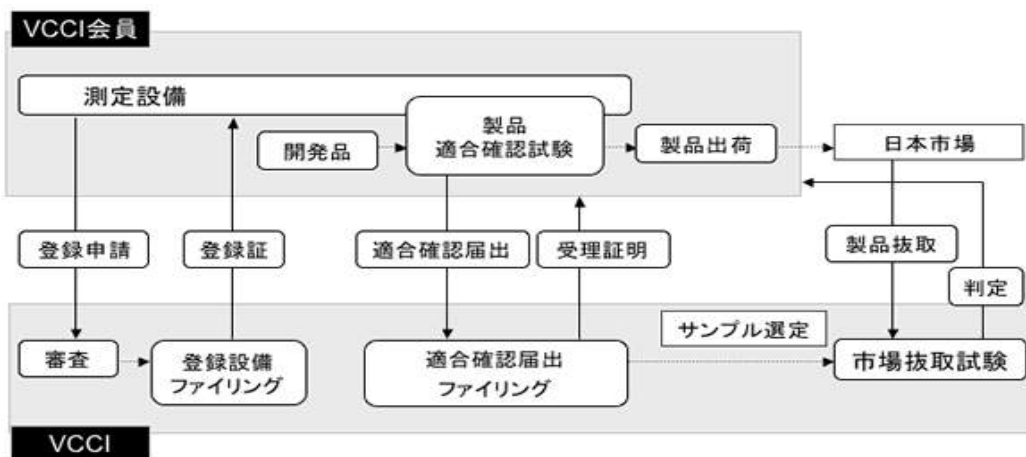 VCCI会員
測定設備
開発品
製品
適合確認試験
製品出荷
日本市場
登録申請
登録証
適合確認届出
受理証明
製品抜取
判定
サンプル選定
審査
登録設備
ファイリング
適合確認届出
ファイリング
市場抜取試験
VCCI